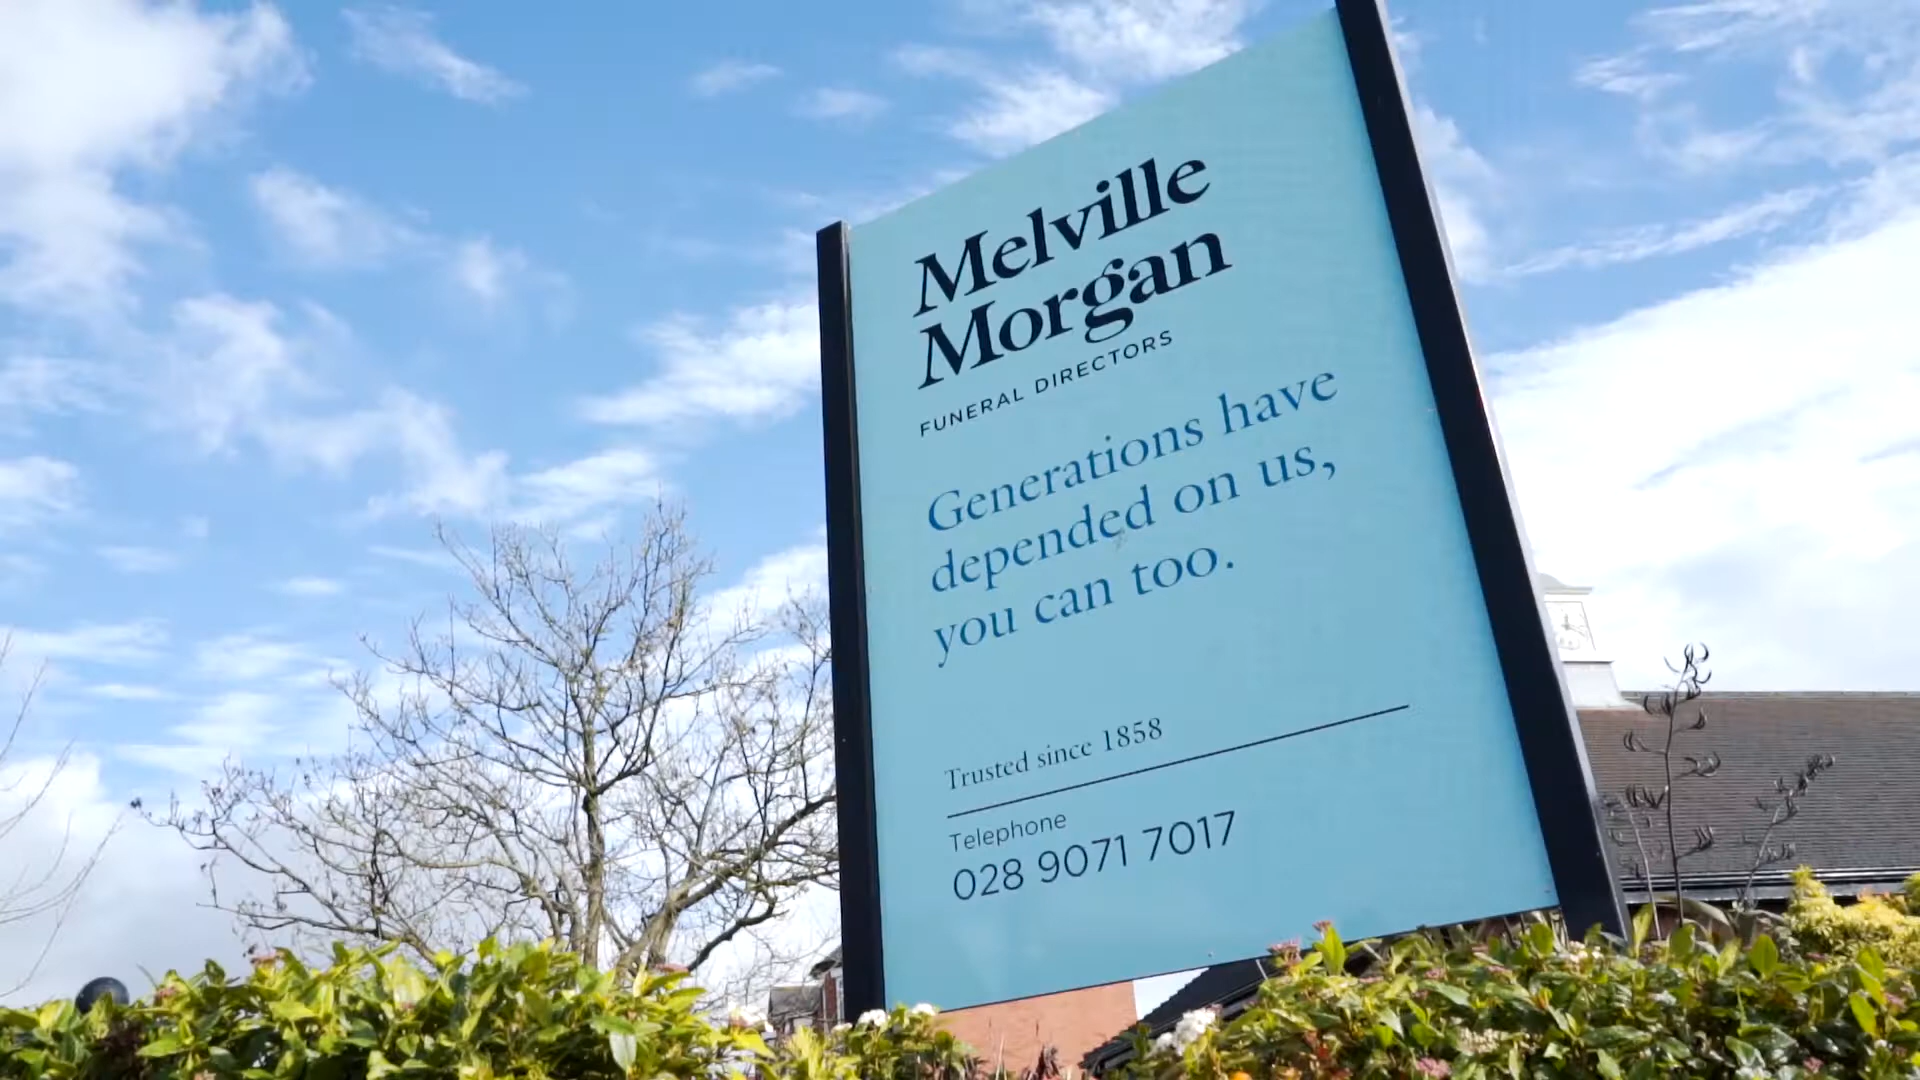 Melville
Morgan
FUNERAL DIRECTORS
Generations have
depended on us,
you can too.
Trusted since 1858
Telephone
028 9071 7017